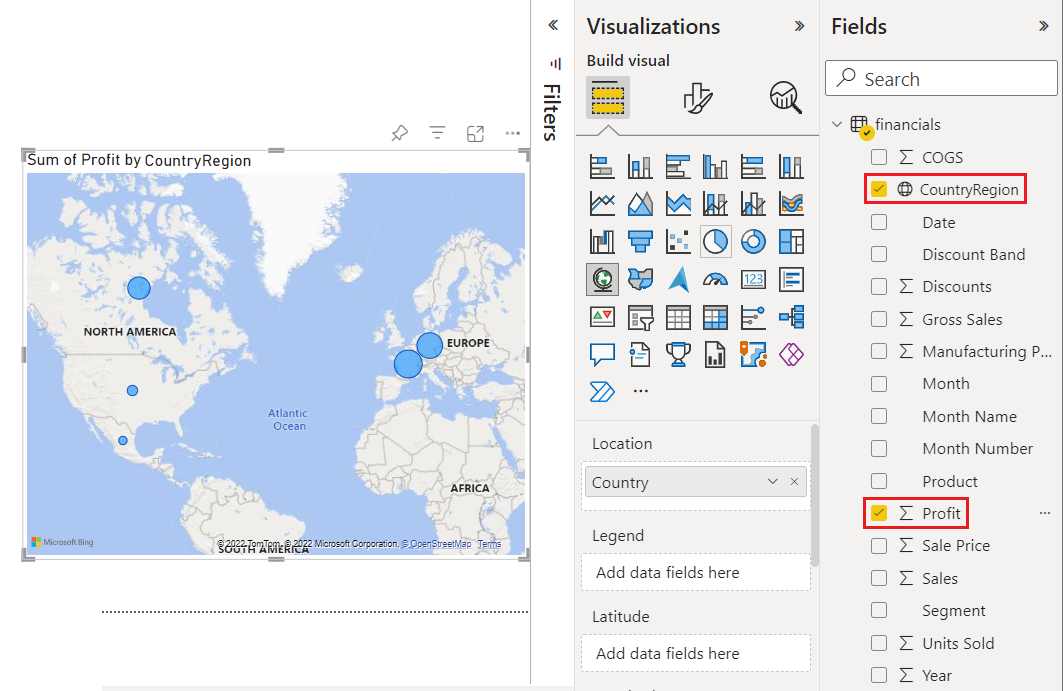 Sum of Profit by CountryRegion
NORTH AMERICA
EUROPE
Atlantic
Ocean
AFRICA
SOUTH AMERICA
Microsoft Bing
© 2022 TomTom, © 2022 Microsoft Corporation, © OpenStreetMap Terms
Filters
Visualizations
Build visual
123
Location
Country
Legend
Add data fields here
Latitude
Add data fields here
Fields
Search
financials
COGS
CountryRegion
Date
Discount Band
Discounts
Gross Sales
Manufacturing P...
Month
Month Name
Month Number
Product
Profit
Sale Price
Sales
Segment
Units Sold
Year